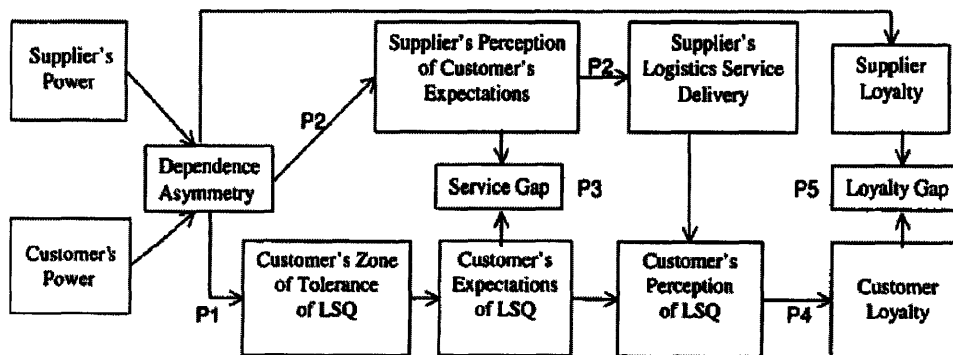 Supplier's
Power
Supplier's Perception
of Customer's
Expectations
P2
Supplier's
Logistics Service
Delivery
Supplier
Loyalty
P2
Dependence
Asymmetry
Service Gap
P3
P5
Loyalty Gap
Customer's
Power
P1
Customer's Zone
of Tolerance
of LSQ
Customer's
Expectations
of LSQ
Customer's
Perception
of LSQ
P4
Customer
Loyalty